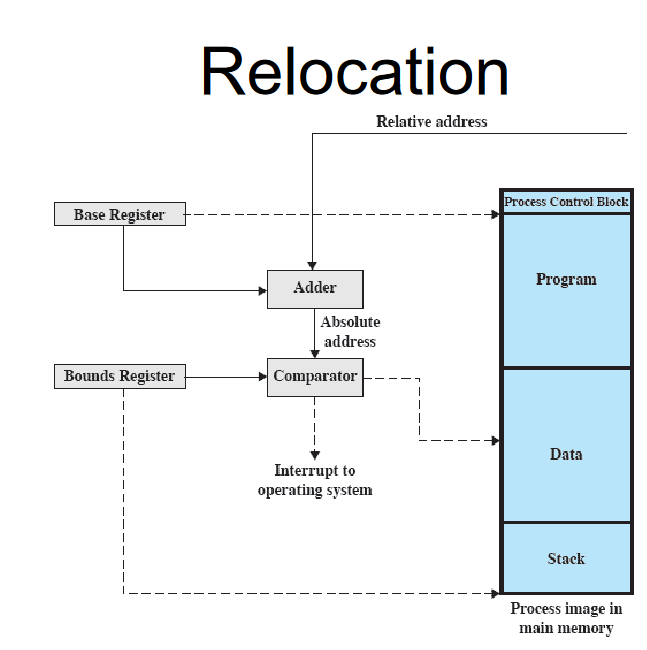 Relocation
Relative address
Process Control Block
Base Register
Program
Adder
Absolute
address
Bounds Register
Comparator
Data
Interrupt to
operating system
Stack
Process image in
main memory